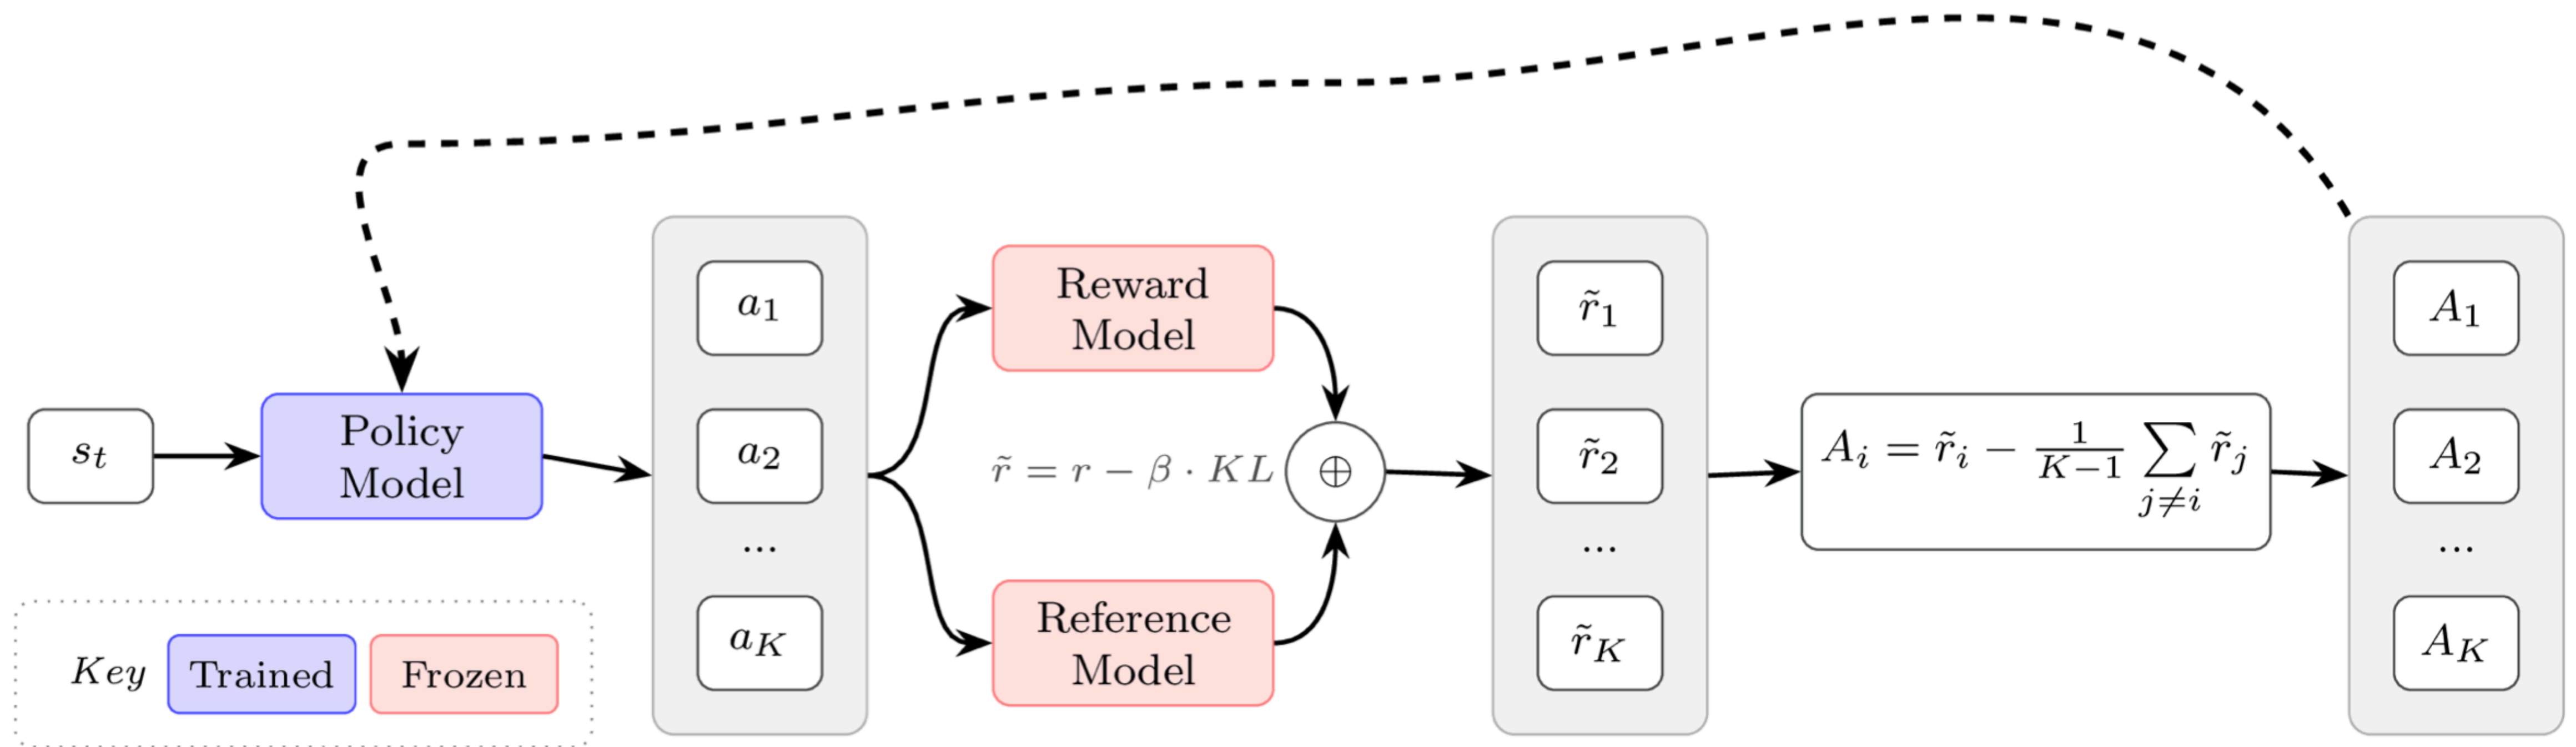 s_t
Policy
Model
a_1
a_2
...
a_K
Reward
Model
r̃ = r − β · KL
⊕
Reference
Model
r̃_1
r̃_2
...
r̃_K
A_i = r̃_i − \frac{1}{K−1} ∑_{j≠i} r̃_j
A_1
A_2
...
A_K
Key
Trained
Frozen